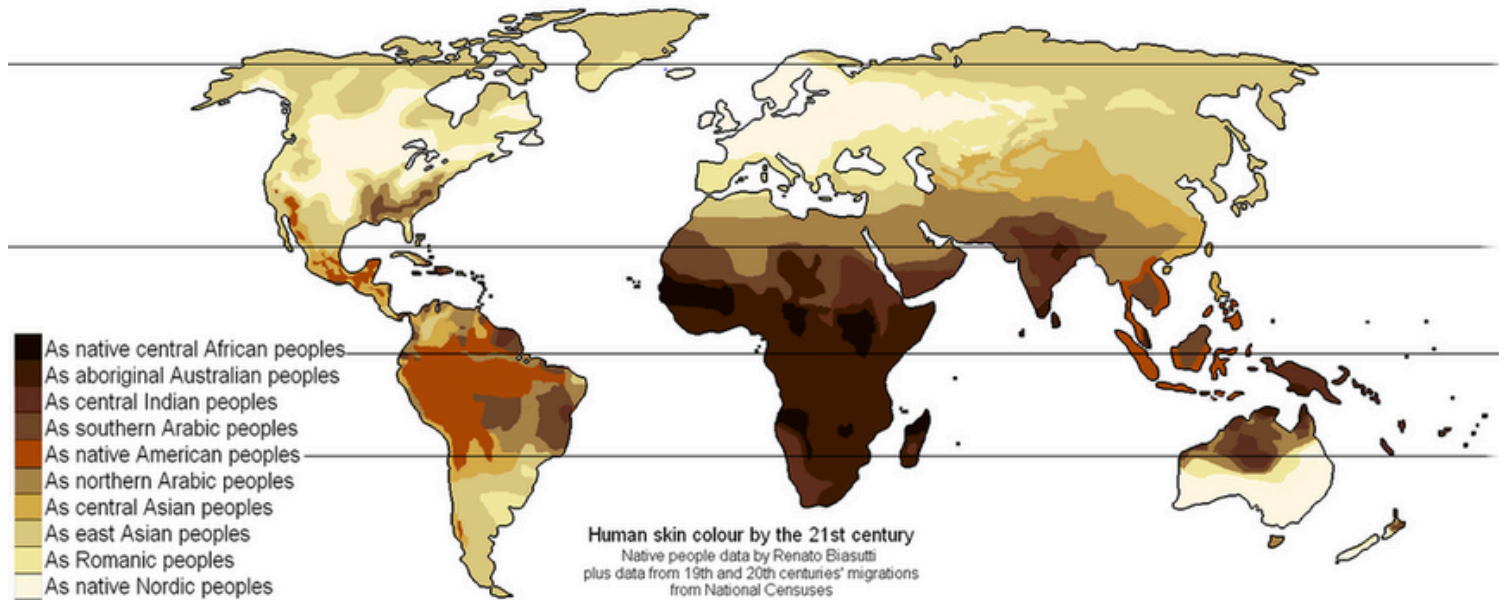 As native central African peoples
As aboriginal Australian peoples
As central Indian peoples
As southern Arabic peoples
As native American peoples
As northern Arabic peoples
As central Asian peoples
As east Asian peoples
As Romanic peoples
As native Nordic peoples
Human skin colour by the 21st century
Native people data by Renato Biasutti
plus data from 19th and 20th centuries' migrations
from National Censuses